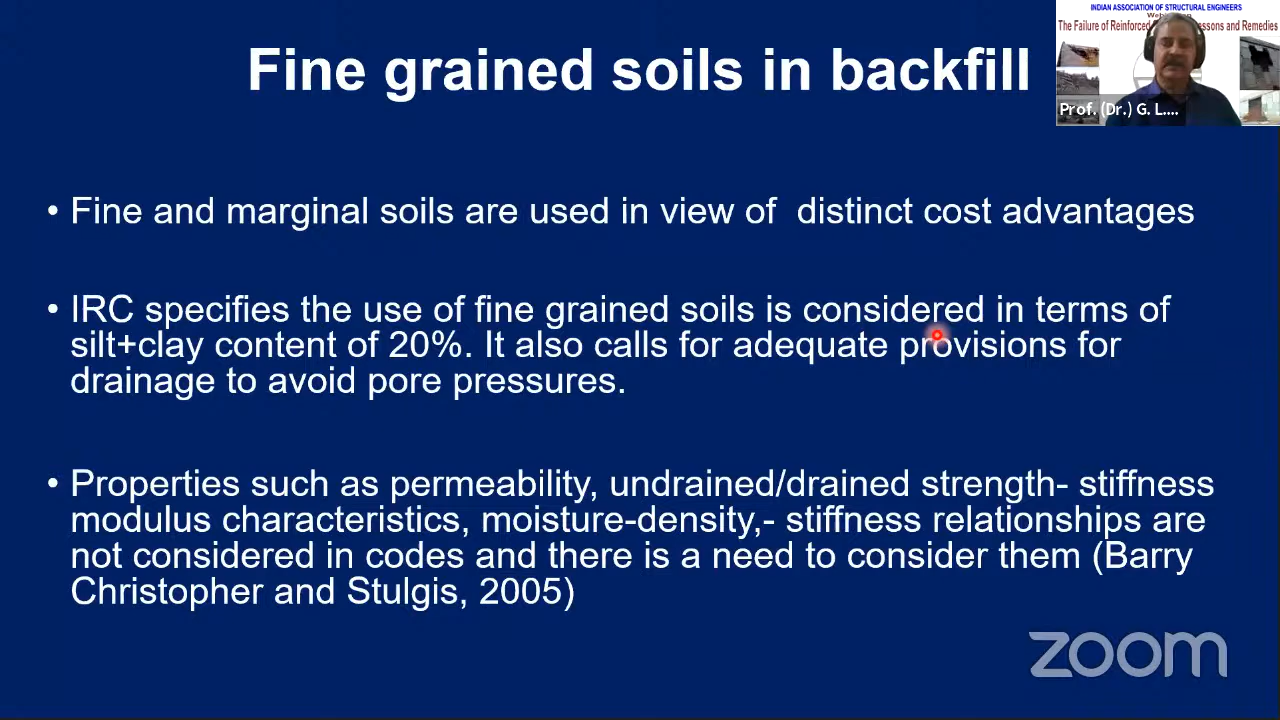 INDIAN ASSOCIATION OF STRUCTURAL ENGINEERS
The Failure of Reinforced
essons and Remedies
Prof. (Dr.) G. L....
Fine grained soils in backfill
• Fine and marginal soils are used in view of distinct cost advantages
• IRC specifies the use of fine grained soils is considered in terms of
silt+clay content of 20%. It also calls for adequate provisions for
drainage to avoid pore pressures.
• Properties such as permeability, undrained/drained strength- stiffness
modulus characteristics, moisture-density,- stiffness relationships are
not considered in codes and there is a need to consider them (Barry
Christopher and Stulgis, 2005)
zoom